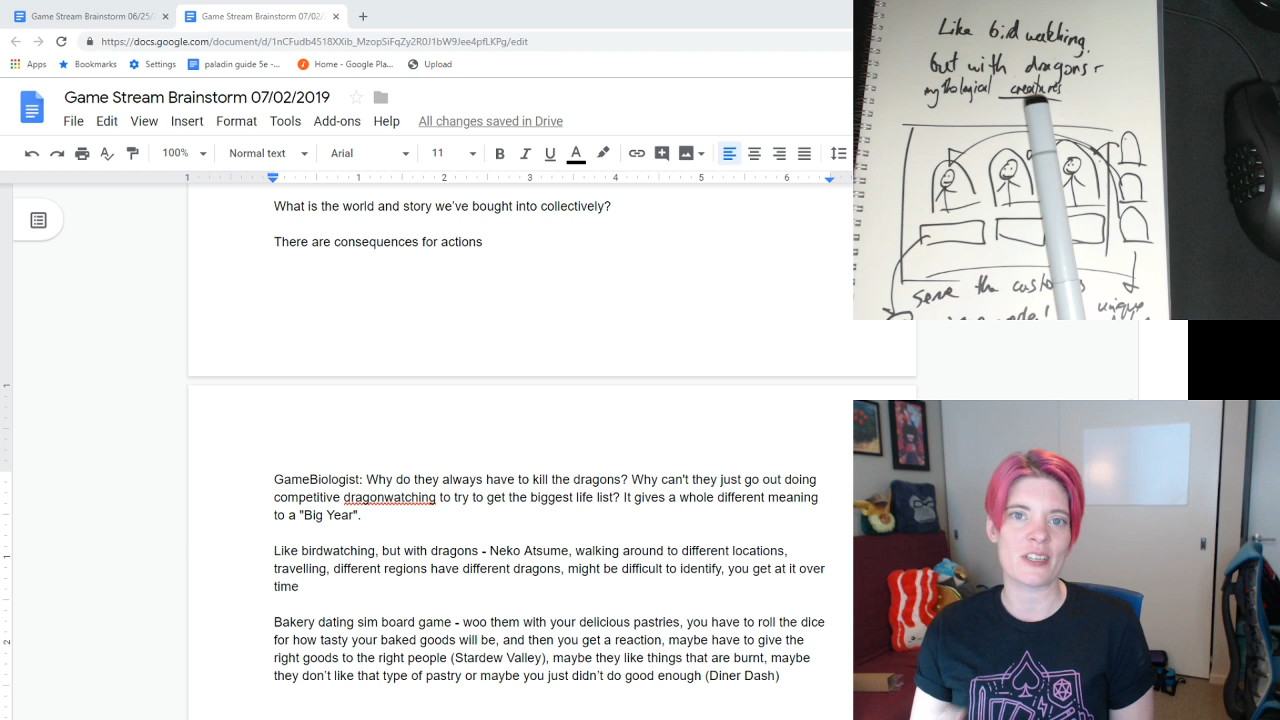 Game Stream Brainstorm 06/25/
Game Stream Brainstorm 07/02/
https://docs.google.com/document/d/1nCFudb4518XXib_MzopSiFqZy2R0J1bW9Jee4pfLKPg/edit
Apps
Bookmarks
Settings
paladin guide 5e -...
Home - Google Pla...
Upload
Game Stream Brainstorm 07/02/2019
File Edit View Insert Format Tools Add-ons Help All changes saved in Drive
100% Normal text Arial 11
1 1 2 3 4 5 6
What is the world and story we've bought into collectively?
There are consequences for actions
GameBiologist: Why do they always have to kill the dragons? Why can't they just go out doing
competitive dragonwatching to try to get the biggest life list? It gives a whole different meaning
to a "Big Year".
Like birdwatching, but with dragons - Neko Atsume, walking around to different locations,
travelling, different regions have different dragons, might be difficult to identify, you get at it over
time
Bakery dating sim board game - woo them with your delicious pastries, you have to roll the dice
for how tasty your baked goods will be, and then you get a reaction, maybe have to give the
right goods to the right people (Stardew Valley), maybe they like things that are burnt, maybe
they don't like that type of pastry or maybe you just didn't do good enough (Diner Dash)
1
1
2
Like bird watching,
but with dragons -
mythological creatures
serve the
unique